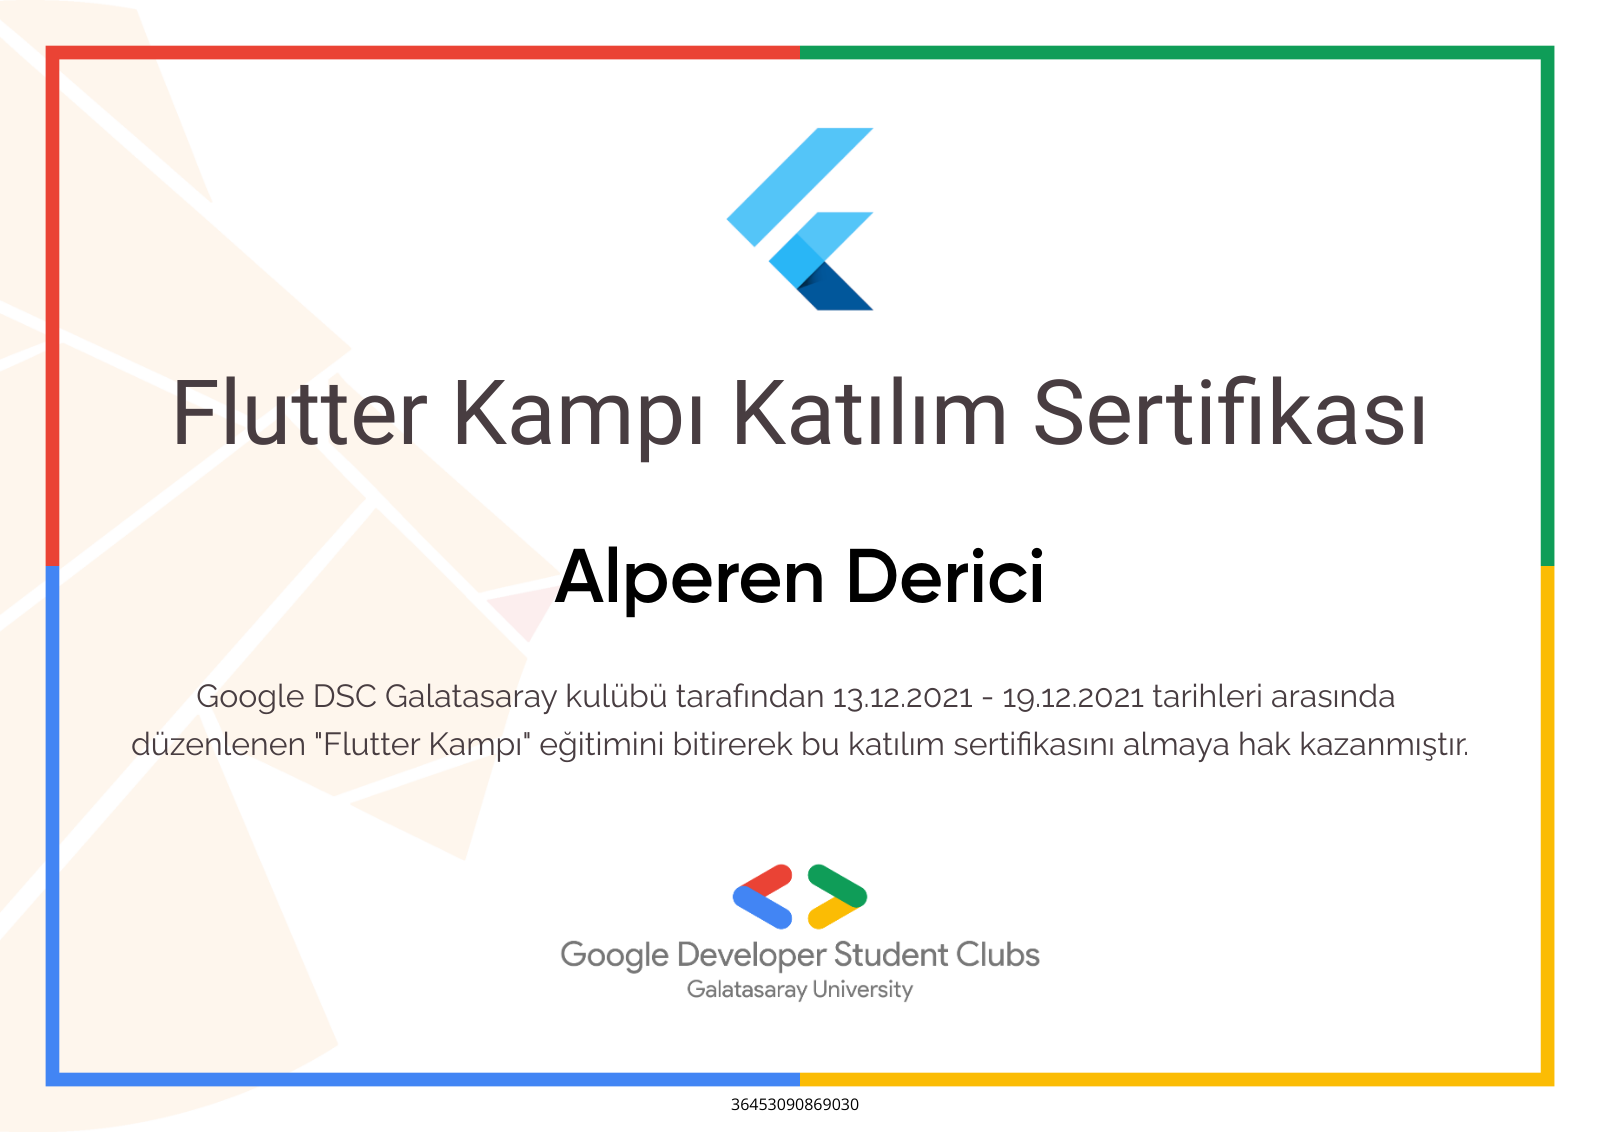 Flutter Kampı Katılım Sertifikası
Alperen Derici
Google DSC Galatasaray kulübü tarafından 13.12.2021 - 19.12.2021 tarihleri arasında
düzenlenen "Flutter Kampı" eğitimini bitirerek bu katılım sertifikasını almaya hak kazanmıştır.
Google Developer Student Clubs
Galatasaray University
36453090869030